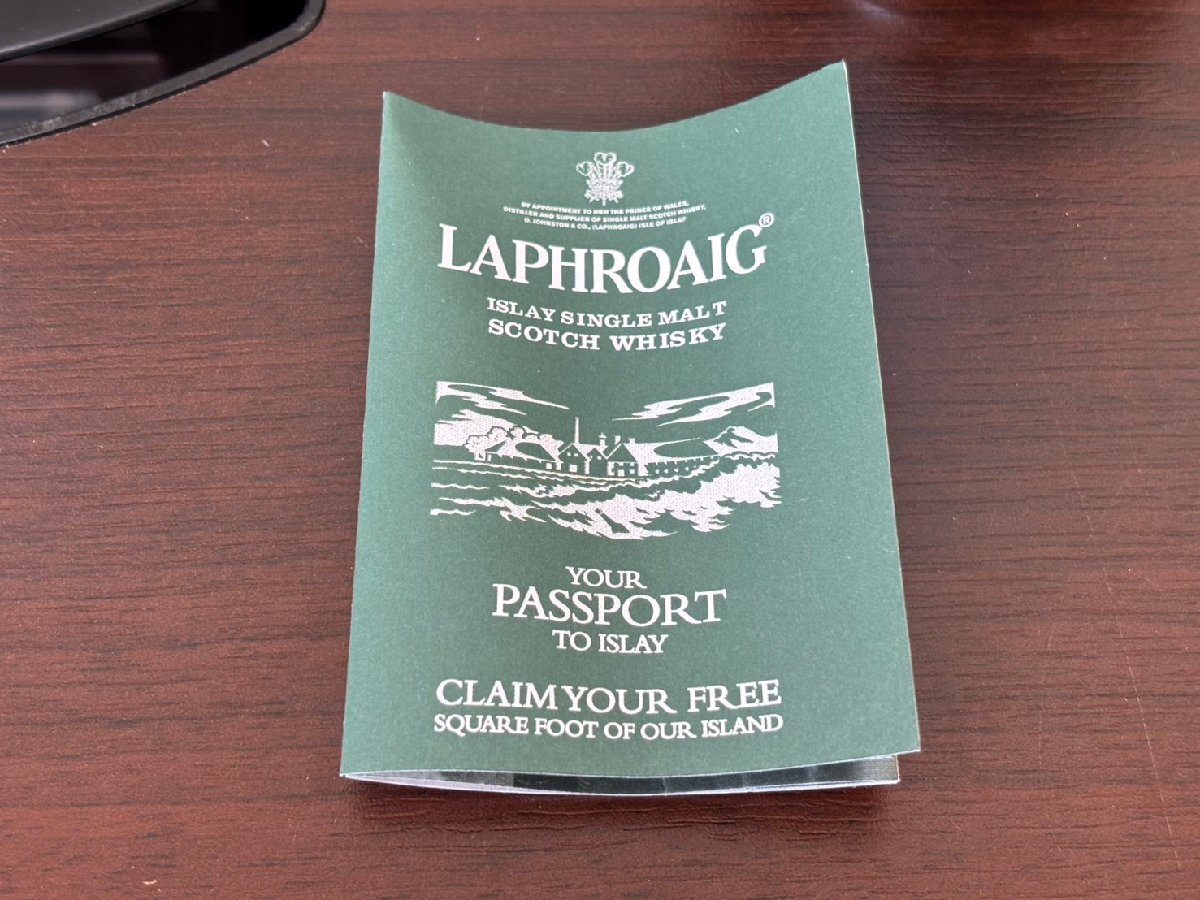 BY APPOINTMENT TO HRH THE PRINCE OF WALES,
DISTILLER AND SUPPLIER OF SINGLE MALT SCOTCH WHISKY,
D. JOHNSTON & CO., (LAPHROAIG) ISLE OF ISLAY
LAPHROAIG®
ISLAY SINGLE MALT
SCOTCH WHISKY
YOUR
PASSPORT
TO ISLAY
CLAIM YOUR FREE
SQUARE FOOT OF OUR ISLAND